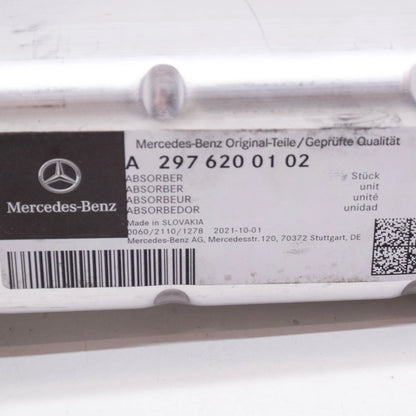 Mercedes-Benz Original-Teile/Geprüfte Qualität
A 297 620 01 02
ABSORBER Stück
ABSORBER unit
ABSORBEUR unité
ABSORBEDOR unidad
Made in SLOVAKIA
0060/2110/127B 2021-10-01
Mercedes-Benz AG, Mercedesstr.120, 70372 Stuttgart, DE
Mercedes-Benz